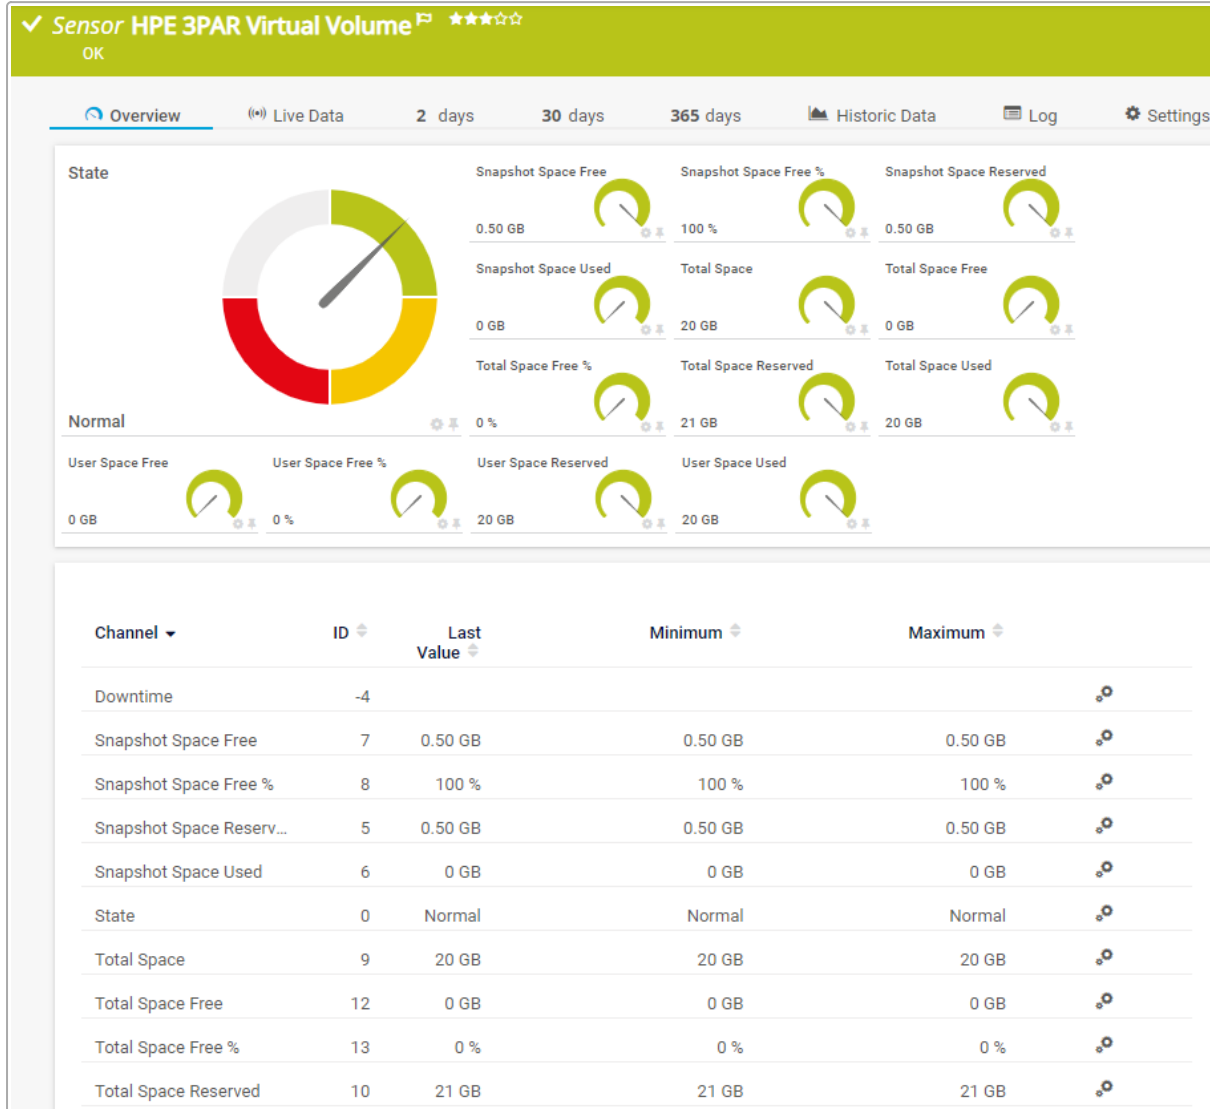 Sensor HPE 3PAR Virtual Volume
OK
Overview Live Data 2 days 30 days 365 days Historic Data Log Settings
State
Normal
Snapshot Space Free
0.50 GB
Snapshot Space Free %
100 %
Snapshot Space Reserved
0.50 GB
Snapshot Space Used
0 GB
Total Space
20 GB
Total Space Free
0 GB
Total Space Free %
0 %
Total Space Reserved
21 GB
Total Space Used
20 GB
User Space Free
0 GB
User Space Free %
0 %
User Space Reserved
20 GB
User Space Used
20 GB
Channel ID Last Value Minimum Maximum
Downtime -4
Snapshot Space Free 7 0.50 GB 0.50 GB 0.50 GB
Snapshot Space Free % 8 100 % 100 % 100 %
Snapshot Space Reserv... 5 0.50 GB 0.50 GB 0.50 GB
Snapshot Space Used 6 0 GB 0 GB 0 GB
State 0 Normal Normal Normal
Total Space 9 20 GB 20 GB 20 GB
Total Space Free 12 0 GB 0 GB 0 GB
Total Space Free % 13 0 % 0 % 0 %
Total Space Reserved 10 21 GB 21 GB 21 GB